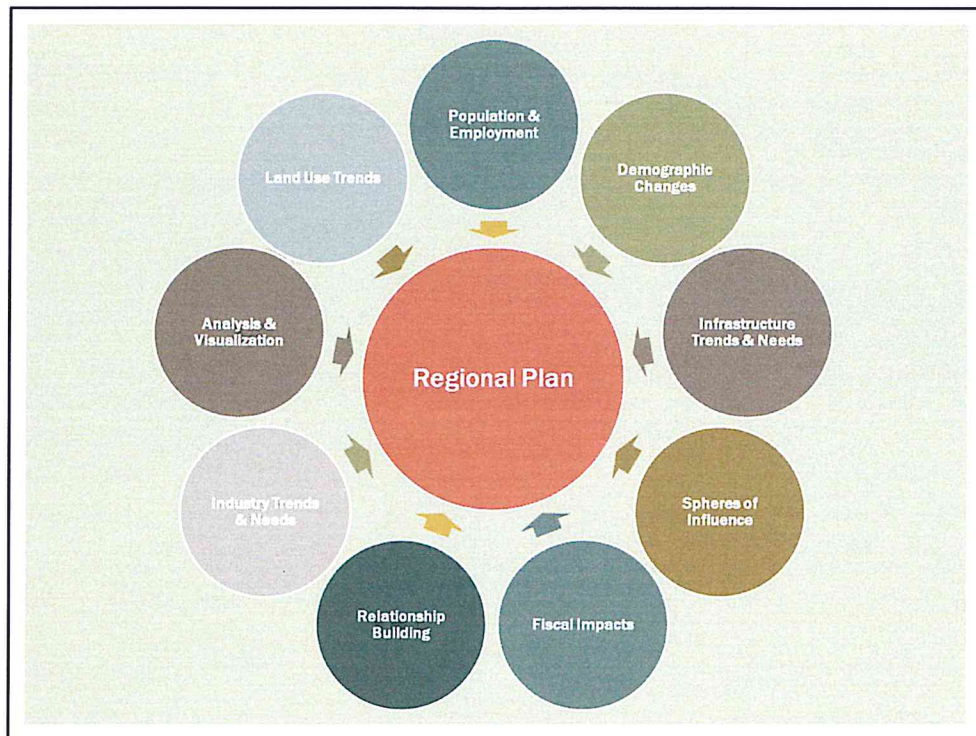 Population &
Employment
Demographic
Changes
Infrastructure
Trends & Needs
Spheres of
Influence
Fiscal Impacts
Relationship
Building
Industry Trends
& Needs
Analysis &
Visualization
Land Use Trends
Regional Plan